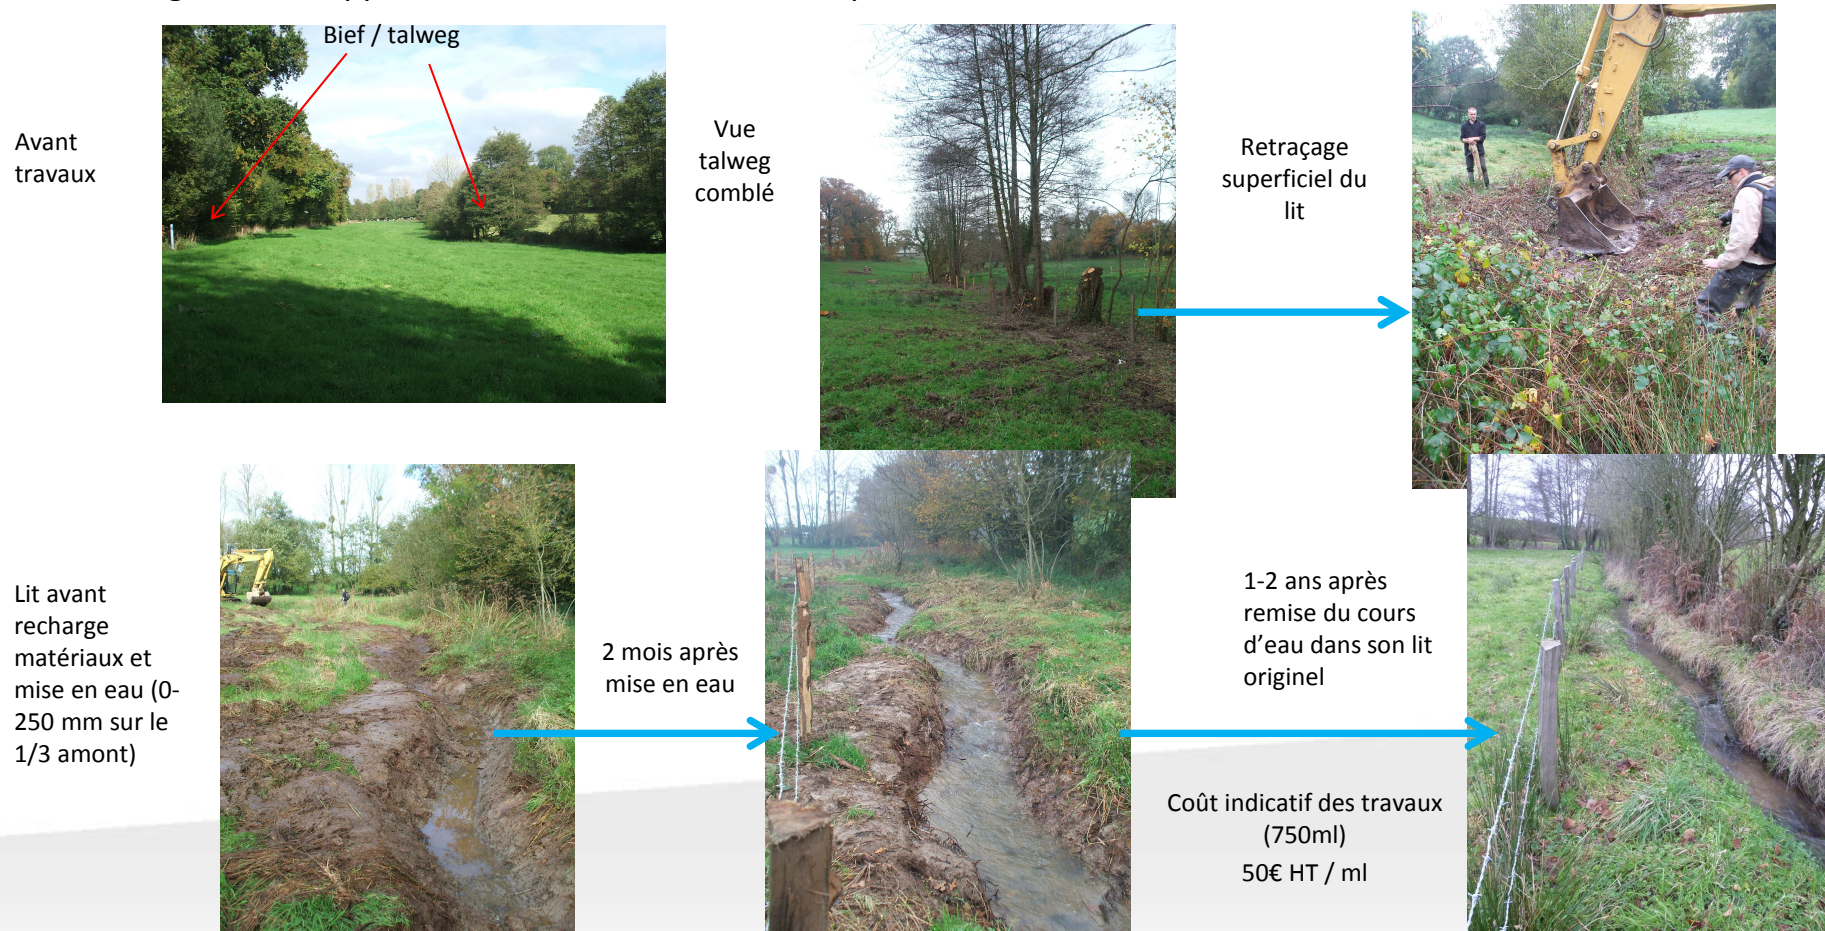 Bief / talweg
Avant
travaux
Vue
talweg
comblé
Retraçage
superficiel du
lit
Lit avant
recharge
matériaux et
mise en eau (0-
250 mm sur le
1/3 amont)
2 mois après
mise en eau
1-2 ans après
remise du cours
d’eau dans son lit
originel
Coût indicatif des travaux
(750ml)
50€ HT / ml